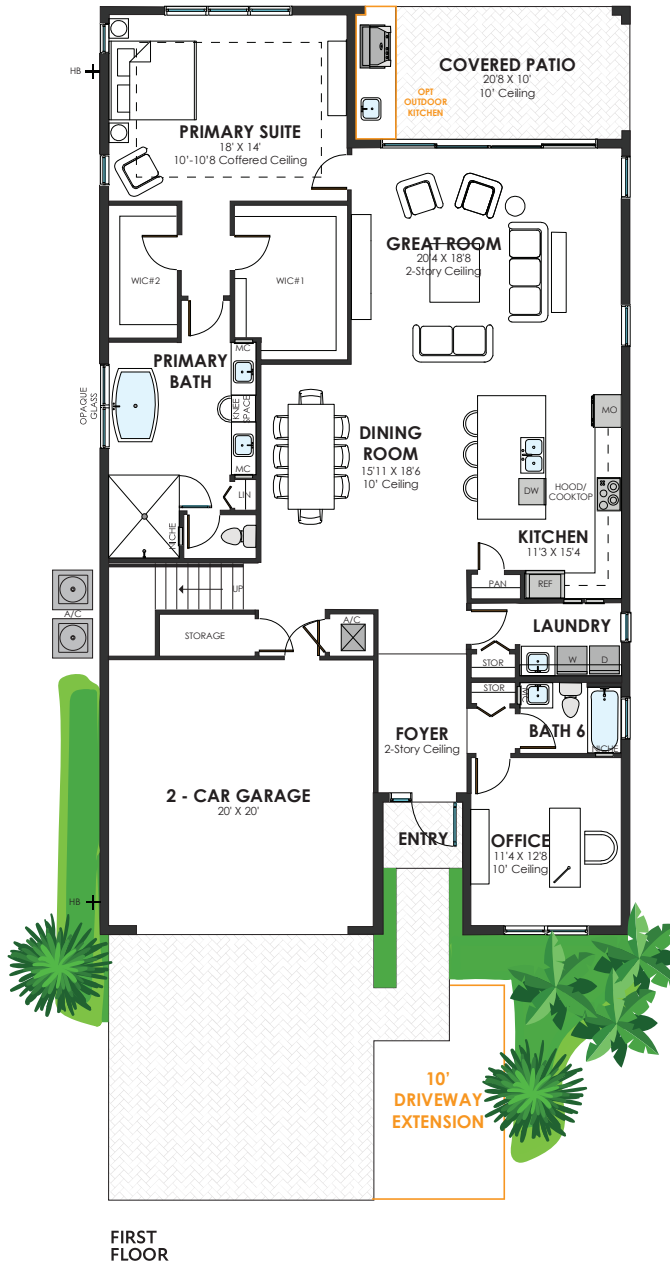 HB
COVERED PATIO
20'8 X 10'
10' Ceiling
OPT
OUTDOOR
KITCHEN
PRIMARY SUITE
18' X 14'
10'-10'8 Coffered Ceiling
GREAT ROOM
20'4 X 18'8
2-Story Ceiling
WIC#2
WIC#1
PRIMARY
BATH
MC
KNEE
SPACE
MC
LIN
OPAQUE
GLASS
NICHE
DINING
ROOM
15'11 X 18'6
10' Ceiling
MO
DW
HOOD/
COOKTOP
KITCHEN
11'3 X 15'4
PAN
REF
UP
A/C
STORAGE
A/C
LAUNDRY
STOR
W
D
STOR
MC
BATH 6
NICHE
FOYER
2-Story Ceiling
2 - CAR GARAGE
20' X 20'
ENTRY
OFFICE
11'4 X 12'8
10' Ceiling
HB
10'
DRIVEWAY
EXTENSION
FIRST
FLOOR